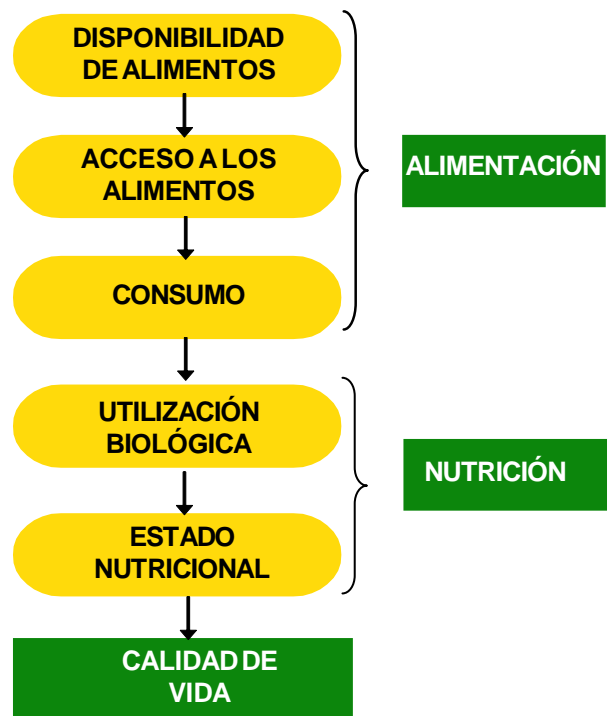 DISPONIBILIDAD
DE ALIMENTOS
ACCESO A LOS
ALIMENTOS
ALIMENTACIÓN
CONSUMO
UTILIZACIÓN
BIOLÓGICA
NUTRICIÓN
ESTADO
NUTRICIONAL
CALIDAD DE
VIDA